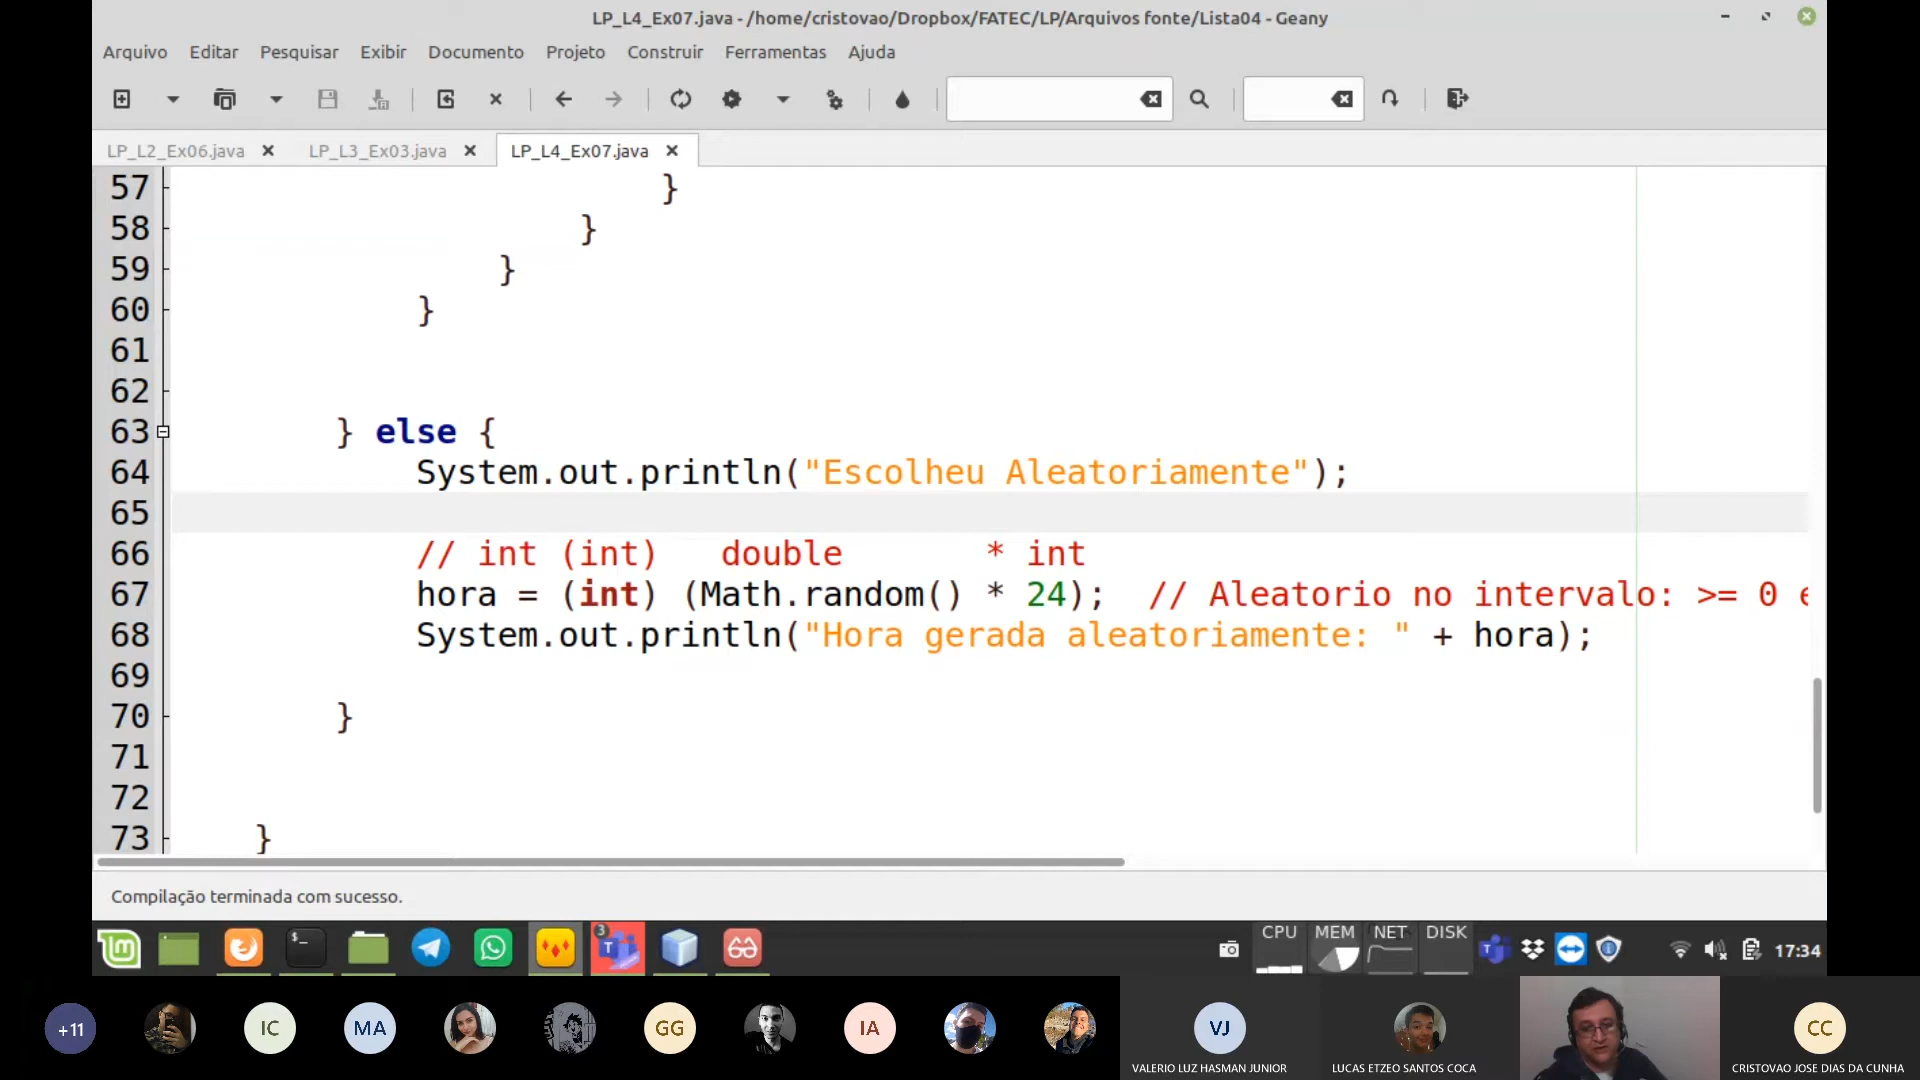 LP_L4_Ex07.java - /home/cristovao/Dropbox/FATEC/LP/Arquivos fonte/Lista04 - Geany
Arquivo Editar Pesquisar Exibir Documento Projeto Construir Ferramentas Ajuda
LP_L2_Ex06.java LP_L3_Ex03.java LP_L4_Ex07.java
57 }
58 }
59 }
60 }
61
62
63 } else {
64 System.out.println("Escolheu Aleatoriamente");
65
66 // int (int) double * int
67 hora = (int) (Math.random() * 24); // Aleatorio no intervalo: >= 0
68 System.out.println("Hora gerada aleatoriamente: " + hora);
69
70 }
71
72
73 }
Compilação terminada com sucesso.
CPU MEM NET DISK
3
17:34
+11 IC MA GG IA VJ CC
VALERIO LUZ HASMAN JUNIOR LUCAS ETZEO SANTOS COCA CRISTOVAO JOSE DIAS DA CUNHA